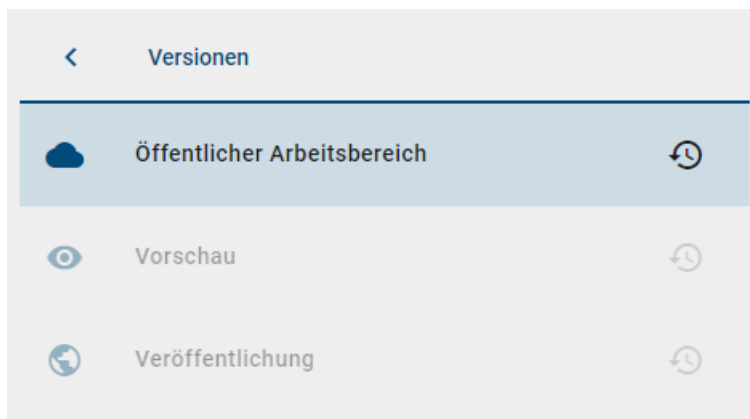 Versionen
Öffentlicher Arbeitsbereich
Vorschau
Veröffentlichung